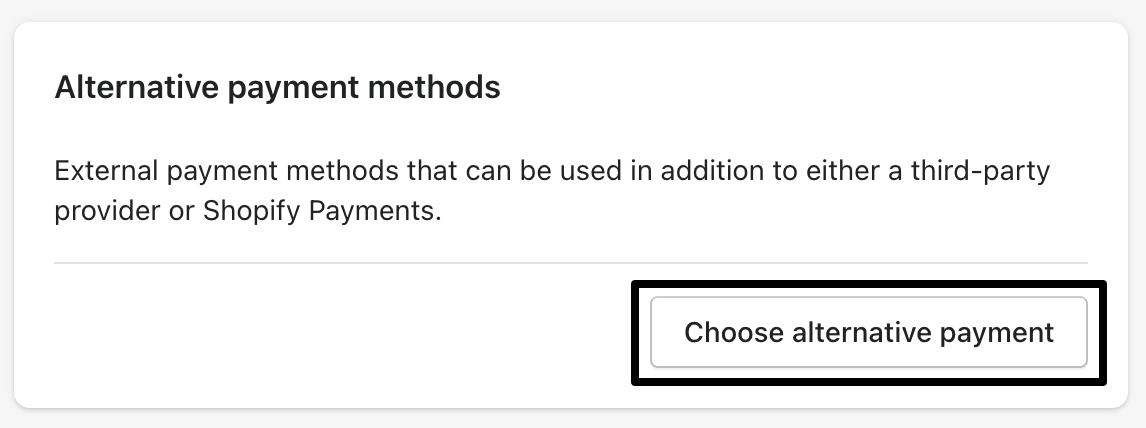 Alternative payment methods
External payment methods that can be used in addition to either a third-party
provider or Shopify Payments.
Choose alternative payment